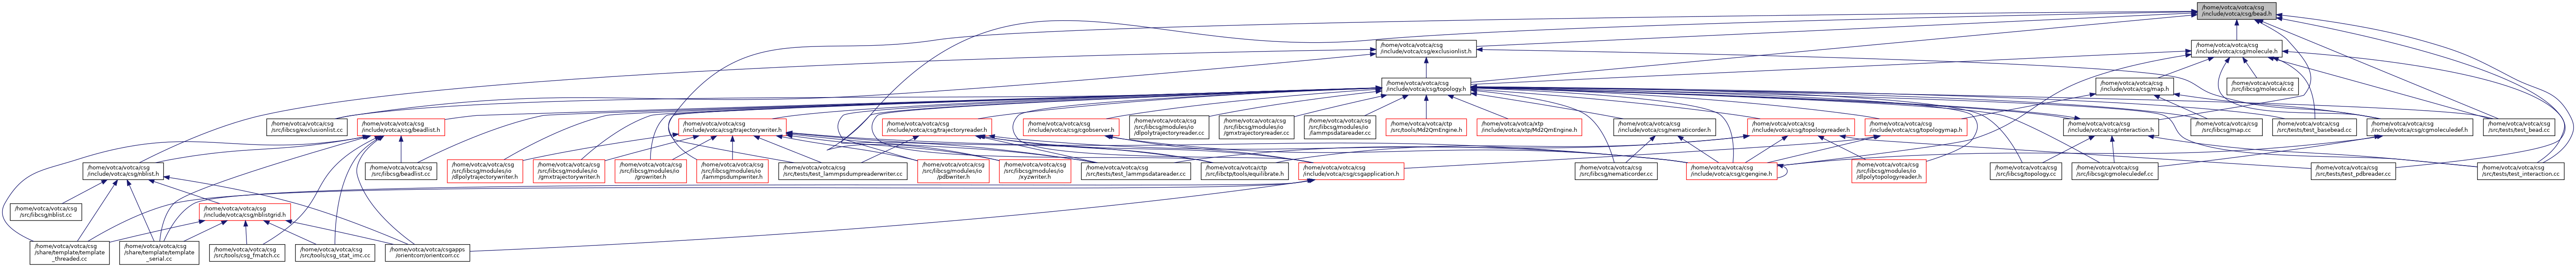 /home/votca/votca/csg
/include/votca/csg/bead.h
/home/votca/votca/csg
/include/votca/csg/exclusionlist.h
/home/votca/votca/csg
/include/votca/csg/molecule.h
/home/votca/votca/csg
/include/votca/csg/topology.h
/home/votca/votca/csg
/include/votca/csg/map.h
/home/votca/votca/csg
/src/libcsg/molecule.cc
/home/votca/votca/csg
/src/libcsg/exclusionlist.cc
/home/votca/votca/csg
/include/votca/csg/beadlist.h
/home/votca/votca/csg
/include/votca/csg/trajectorywriter.h
/home/votca/votca/csg
/include/votca/csg/trajectoryreader.h
/home/votca/votca/csg
/include/votca/csg/cgobserver.h
/home/votca/votca/csg
/src/libcsg/modules/io
/dlpolytrajectoryreader.cc
/home/votca/votca/csg
/src/libcsg/modules/io
/gmxtrajectoryreader.cc
/home/votca/votca/csg
/src/libcsg/modules/io
/lammpsdatareader.cc
/home/votca/votca/ctp
/src/tools/Md2QmEngine.h
/home/votca/votca/xtp
/include/votca/xtp/Md2QmEngine.h
/home/votca/votca/csg
/include/votca/csg/nematicorder.h
/home/votca/votca/csg
/include/votca/csg/topologyreader.h
/home/votca/votca/csg
/include/votca/csg/topologymap.h
/home/votca/votca/csg
/include/votca/csg/interaction.h
/home/votca/votca/csg
/src/libcsg/map.cc
/home/votca/votca/csg
/src/tests/test_basebead.cc
/home/votca/votca/csg
/include/votca/csg/cgmoleculedef.h
/home/votca/votca/csg
/src/tests/test_bead.cc
/home/votca/votca/csg
/include/votca/csg/nblist.h
/home/votca/votca/csg
/src/libcsg/beadlist.cc
/home/votca/votca/csg
/src/libcsg/modules/io
/dlpolytrajectorywriter.h
/home/votca/votca/csg
/src/libcsg/modules/io
/gmxtrajectorywriter.h
/home/votca/votca/csg
/src/libcsg/modules/io
/growriter.h
/home/votca/votca/csg
/src/libcsg/modules/io
/lammpsdumpwriter.h
/home/votca/votca/csg
/src/tests/test_lammpsdumpreaderwriter.cc
/home/votca/votca/csg
/src/libcsg/modules/io
/pdbwriter.h
/home/votca/votca/csg
/src/libcsg/modules/io
/xyzwriter.h
/home/votca/votca/csg
/src/tests/test_lammpsdatareader.cc
/home/votca/votca/ctp
/src/libctp/tools/equilibrate.h
/home/votca/votca/csg
/include/votca/csg/csgapplication.h
/home/votca/votca/csg
/src/libcsg/nematicorder.cc
/home/votca/votca/csg
/include/votca/csg/cgengine.h
/home/votca/votca/csg
/src/libcsg/modules/io
/dlpolytopologyreader.h
/home/votca/votca/csg
/src/libcsg/topology.cc
/home/votca/votca/csg
/src/libcsg/cgmoleculedef.cc
/home/votca/votca/csg
/src/tests/test_pdbreader.cc
/home/votca/votca/csg
/src/tests/test_interaction.cc
/home/votca/votca/csg
/src/libcsg/nblist.cc
/home/votca/votca/csg
/include/votca/csg/nblistgrid.h
/home/votca/votca/csg
/share/template/template
_threaded.cc
/home/votca/votca/csg
/share/template/template
_serial.cc
/home/votca/votca/csg
/src/tools/csg_fmatch.cc
/home/votca/votca/csg
/src/tools/csg_stat_imc.cc
/home/votca/votca/csgapps
/orientcorr/orientcorr.cc